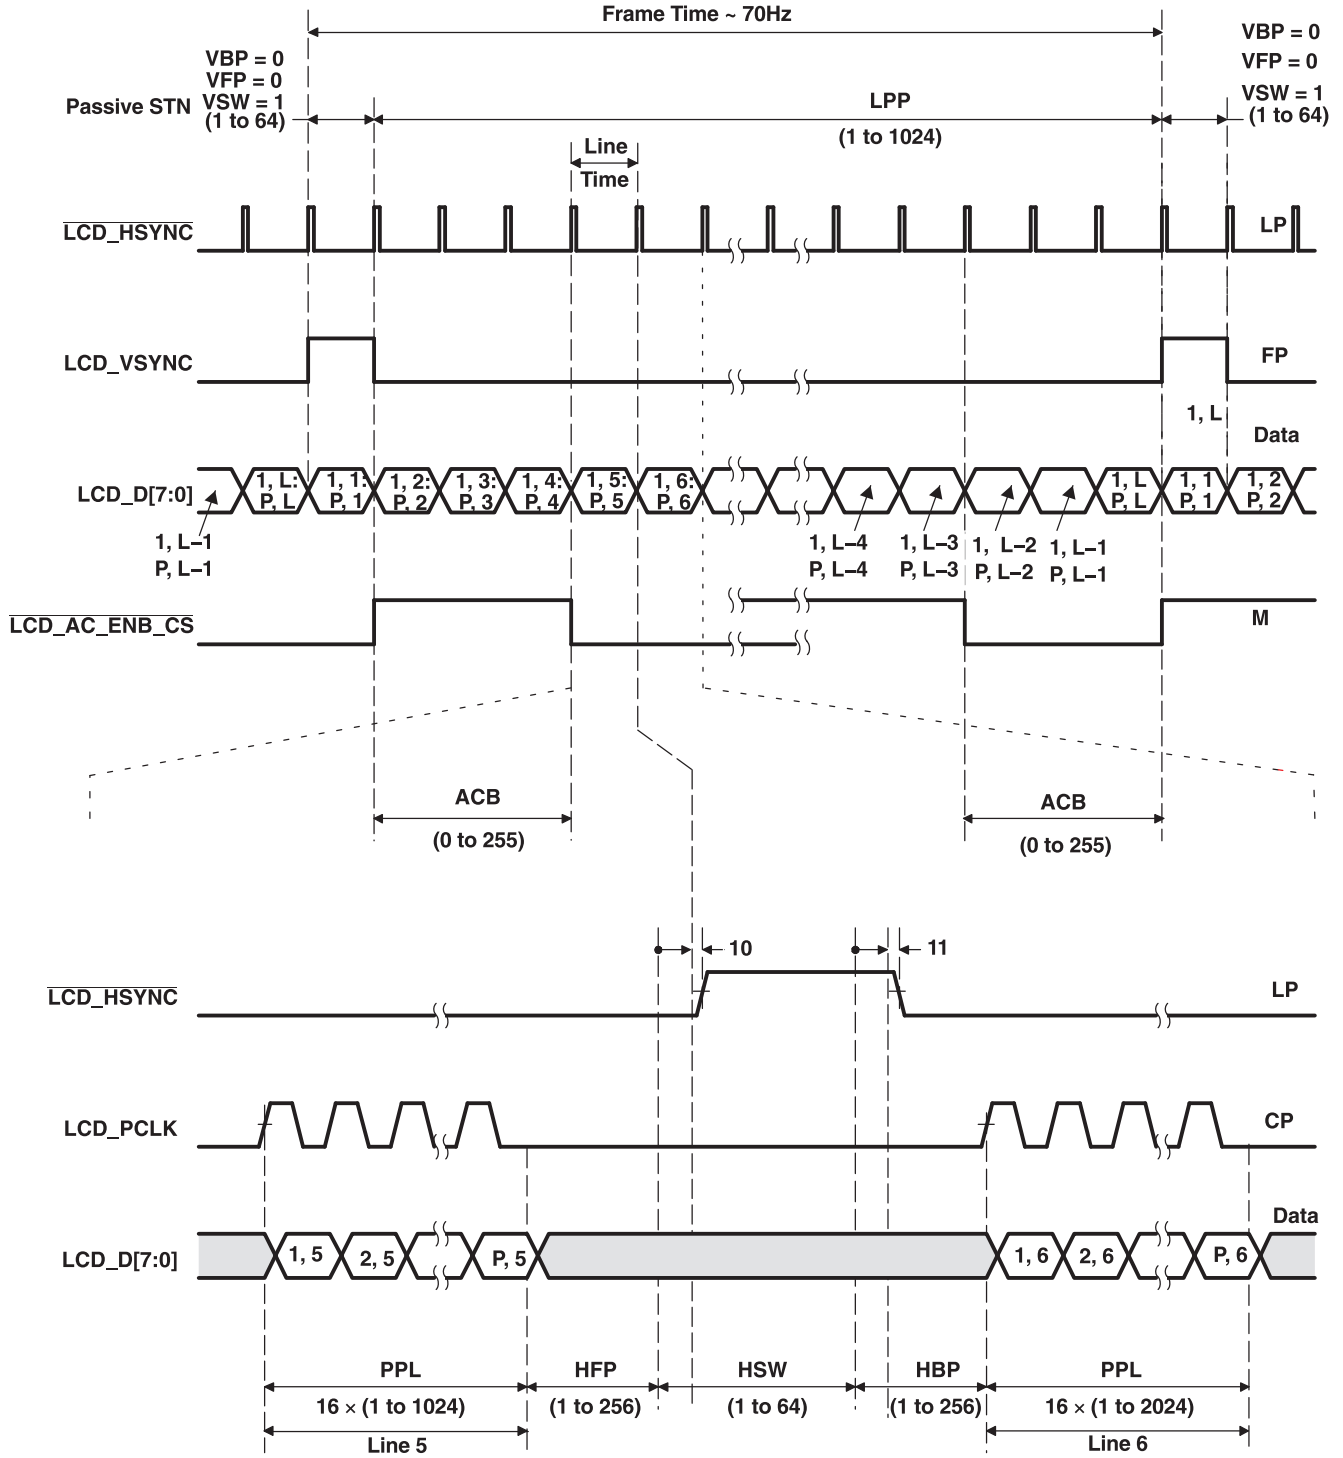 Frame Time ~ 70Hz
VBP = 0
VFP = 0
VSW = 1
(1 to 64)
VBP = 0
VFP = 0
VSW = 1
(1 to 64)
Passive STN
LPP
(1 to 1024)
Line
Time
LCD_HSYNC
LP
LCD_VSYNC
FP
1, L
Data
LCD_D[7:0]
1, L:
P, L
1, 1:
P, 1
1, 2:
P, 2
1, 3:
P, 3
1, 4:
P, 4
1, 5:
P, 5
1, 6:
P, 6
1, L
P, L
1, 1
P, 1
1, 2
P, 2
1, L–1
P, L–1
1, L–4
P, L–4
1, L–3
P, L–3
1, L–2
P, L–2
1, L–1
P, L–1
LCD_AC_ENB_CS
M
ACB
(0 to 255)
ACB
(0 to 255)
10
11
LCD_HSYNC
LP
LCD_PCLK
CP
Data
LCD_D[7:0]
1, 5
2, 5
P, 5
1, 6
2, 6
P, 6
PPL
HFP
HSW
HBP
PPL
16 × (1 to 1024)
(1 to 256)
(1 to 64)
(1 to 256)
16 × (1 to 2024)
Line 5
Line 6